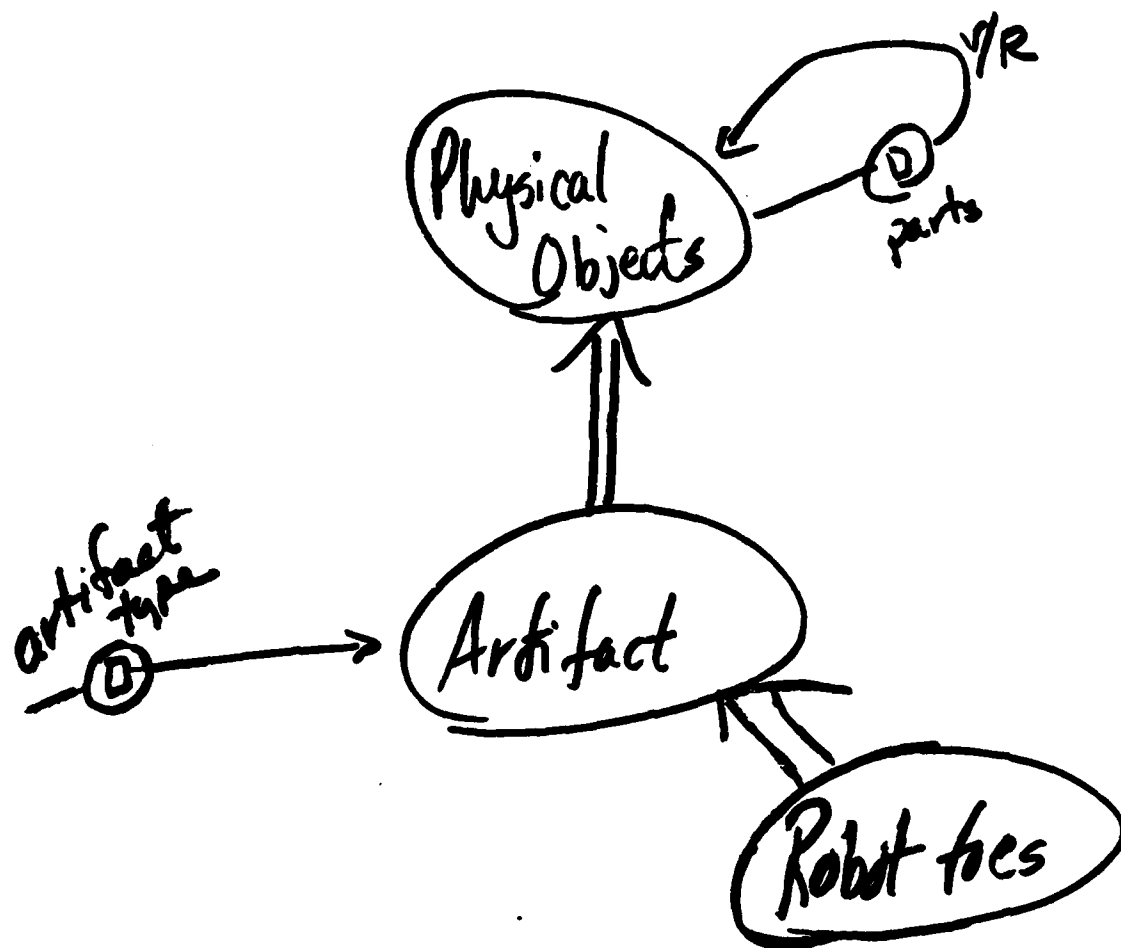 V/R
Physical
Objects
parts
artifact
type
Artifact
Robot toes